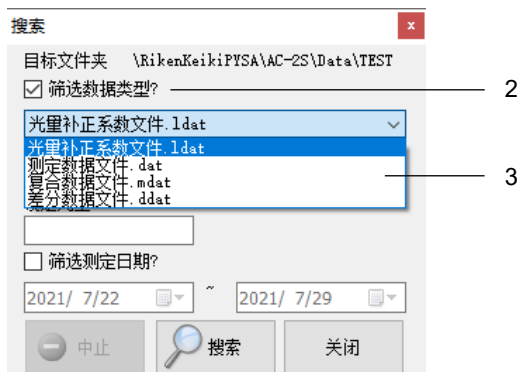 搜索
x
目标文件夹 \RikenKeikiPYSA\AC-2S\Data\TEST
筛选数据类型? 2
光里补正系数文件.ldat
光里补正系数文件.ldat
测定数据文件.dat
复合数据文件.mdat 3
差分数据文件.ddat
筛选测定日期?
2021/ 7/22 ~ 2021/ 7/29
中止 搜索 关闭